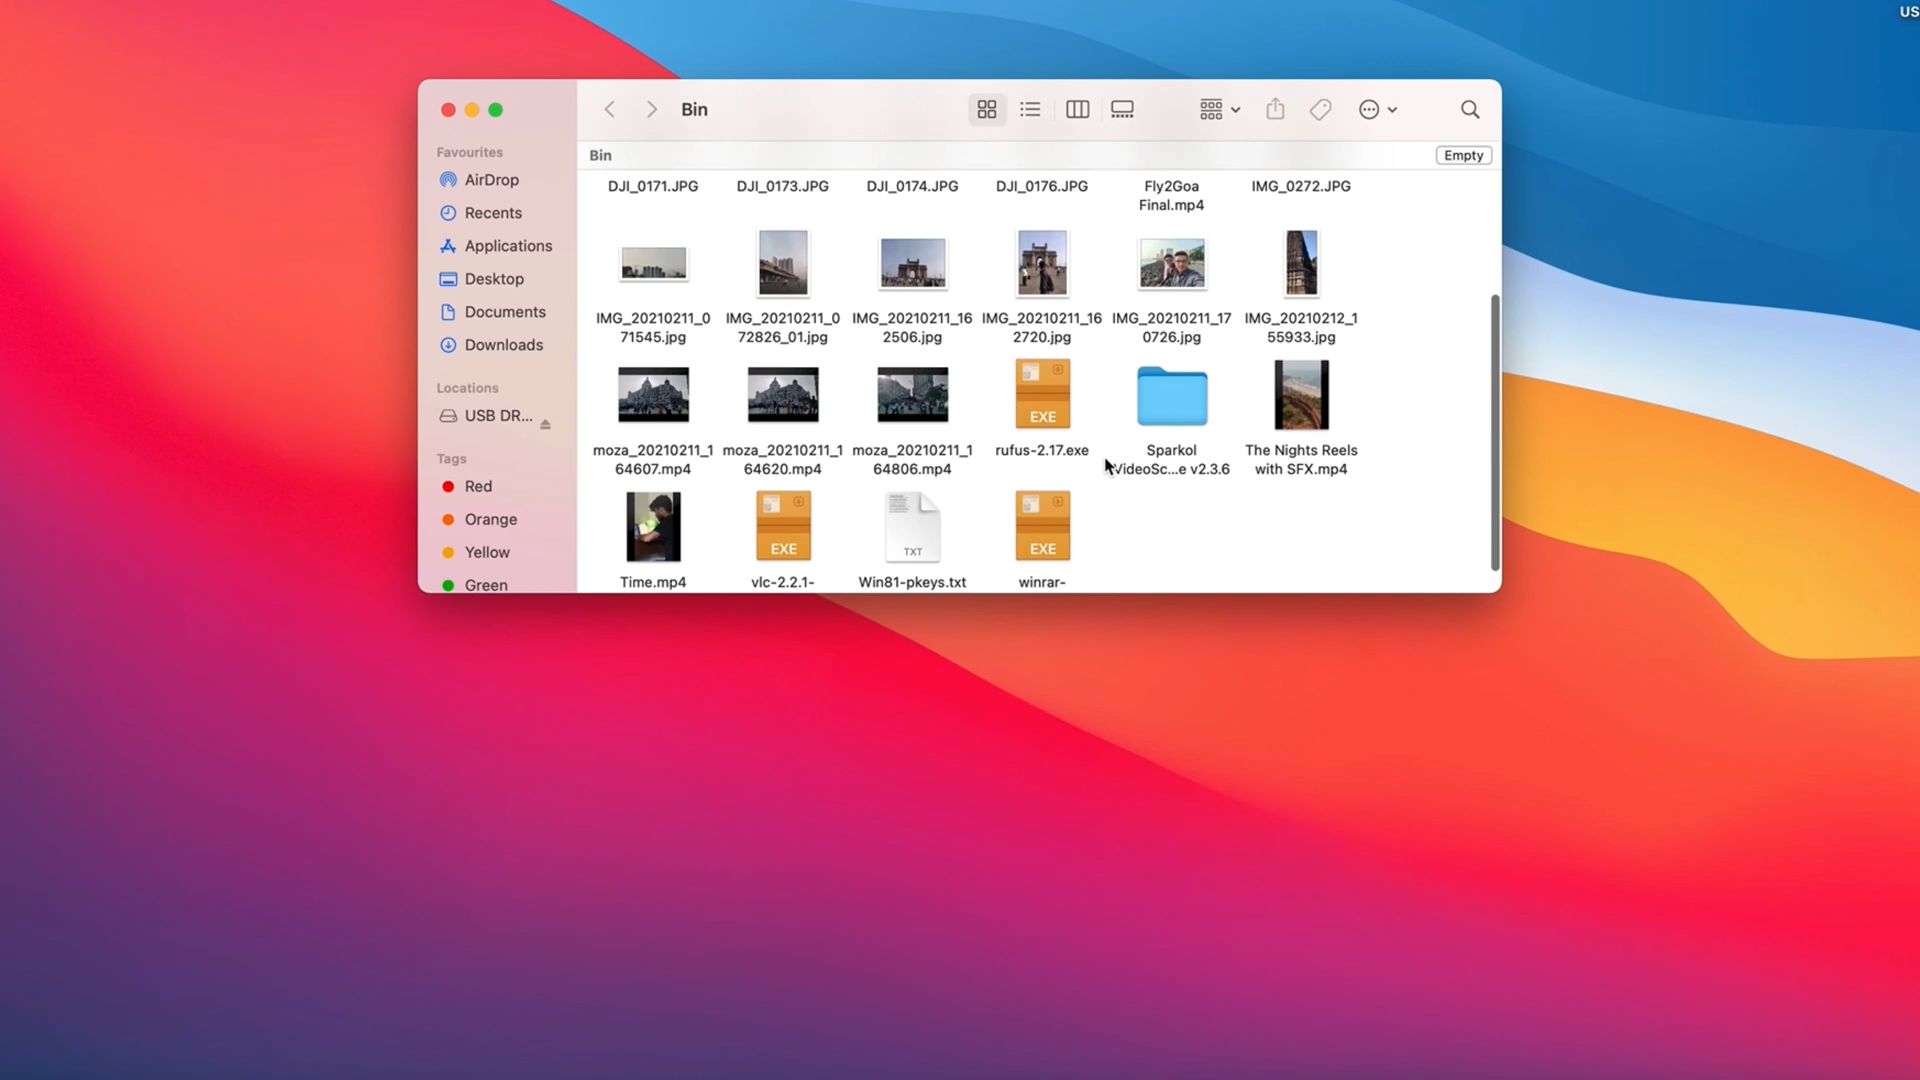 US
Bin
Favourites
AirDrop
Recents
Applications
Desktop
Documents
Downloads
Locations
USB DR...
Tags
Red
Orange
Yellow
Green
Bin
Empty
DJI_0171.JPG
DJI_0173.JPG
DJI_0174.JPG
DJI_0176.JPG
Fly2Goa
Final.mp4
IMG_0272.JPG
IMG_20210211_0
71545.jpg
IMG_20210211_0
72826_01.jpg
IMG_20210211_16
2506.jpg
IMG_20210211_16
2720.jpg
IMG_20210211_17
0726.jpg
IMG_20210212_1
55933.jpg
moza_20210211_1
64607.mp4
moza_20210211_1
64620.mp4
moza_20210211_1
64806.mp4
EXE
rufus-2.17.exe
Sparkol
VideoSc...e v2.3.6
The Nights Reels
with SFX.mp4
Time.mp4
EXE
vlc-2.2.1-
TXT
Win81-pkeys.txt
EXE
winrar-